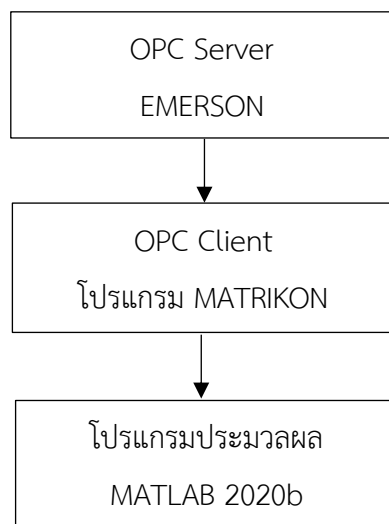 OPC Server
EMERSON
OPC Client
โปรแกรม MATRIKON
โปรแกรมประมวลผล
MATLAB 2020b